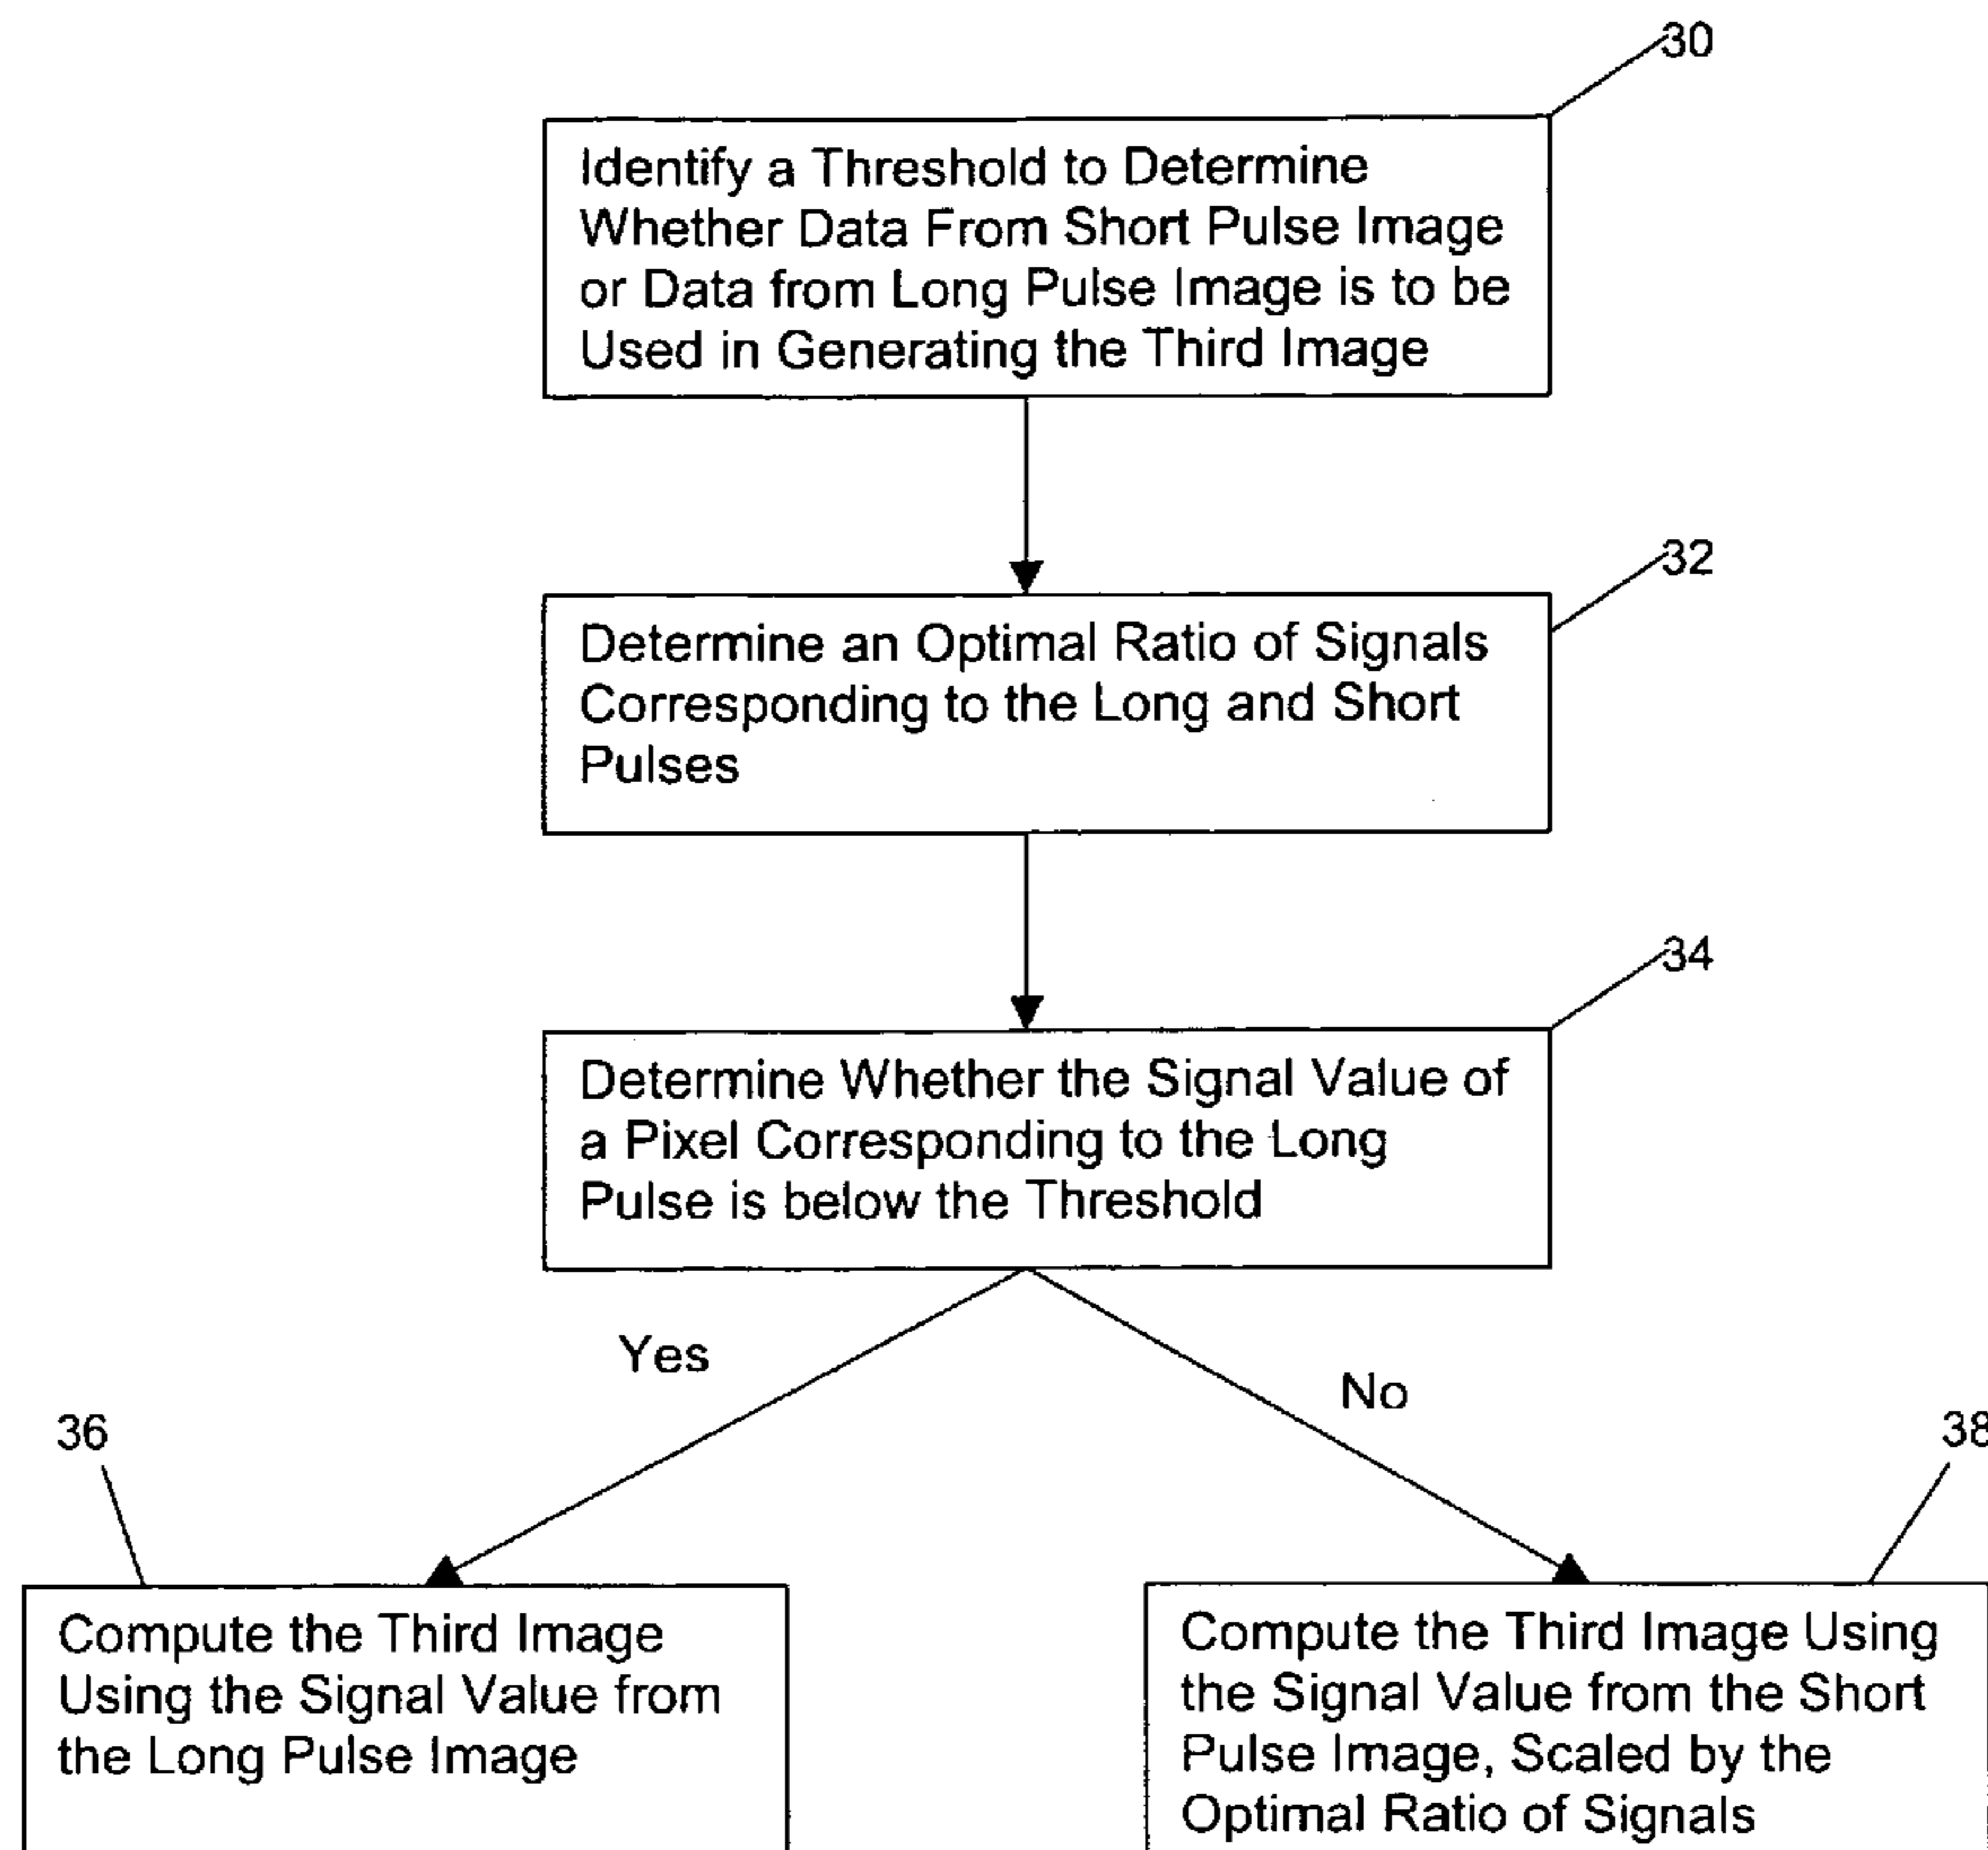 30
Identify a Threshold to Determine
Whether Data From Short Pulse Image
or Data from Long Pulse Image is to be
Used in Generating the Third Image
32
Determine an Optimal Ratio of Signals
Corresponding to the Long and Short
Pulses
34
Determine Whether the Signal Value of
a Pixel Corresponding to the Long
Pulse is below the Threshold
Yes
No
36
Compute the Third Image
Using the Signal Value from
the Long Pulse Image
38
Compute the Third Image Using
the Signal Value from the Short
Pulse Image, Scaled by the
Optimal Ratio of Signals